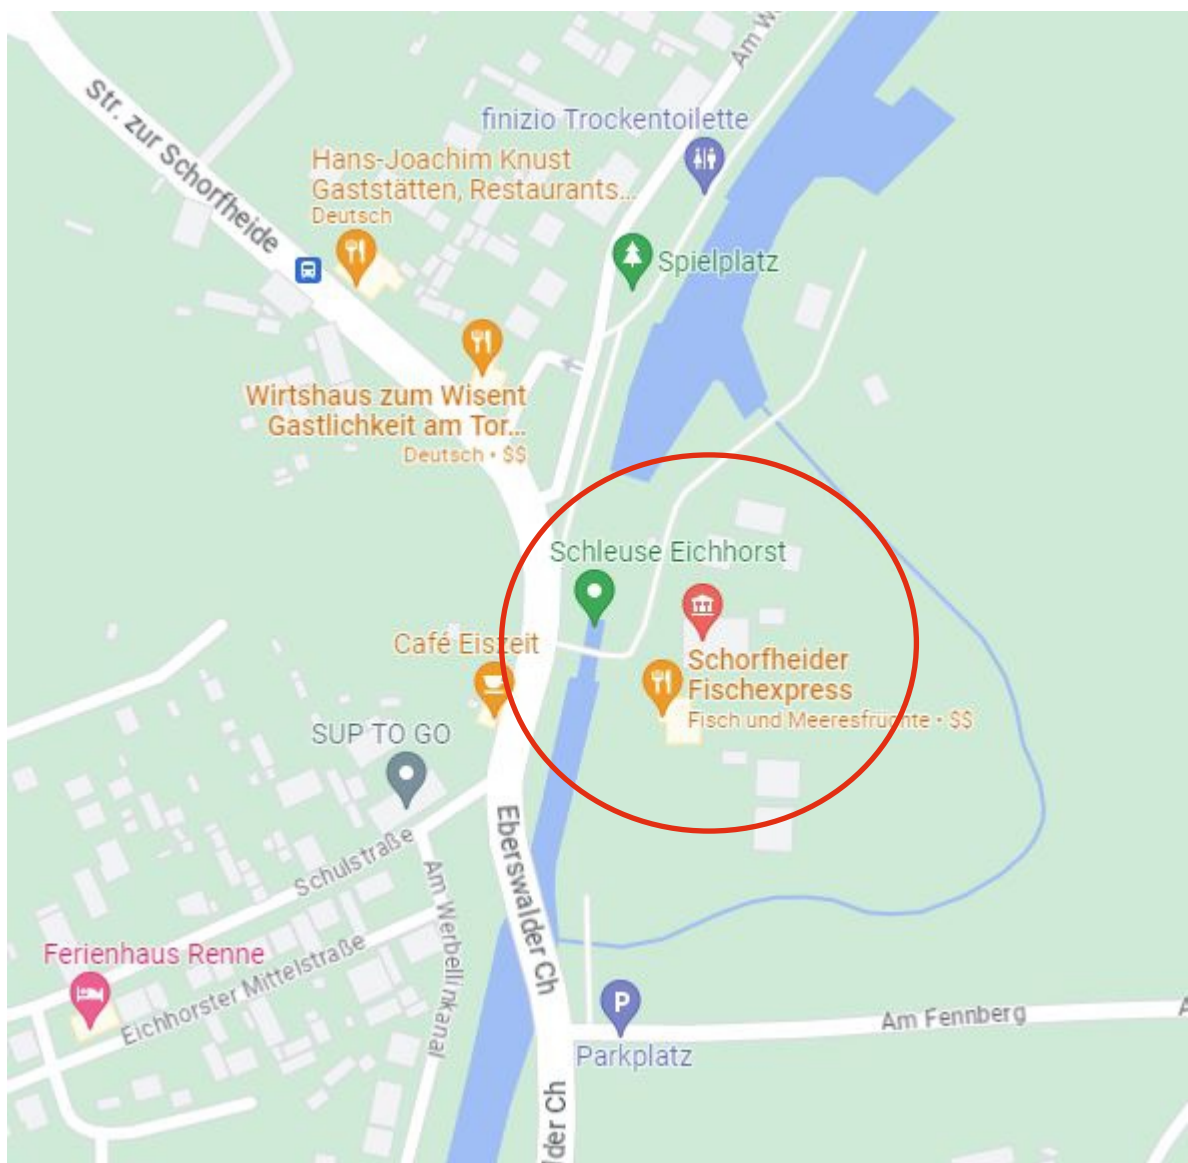 Am W
Str. zur Schorfheide
finizio Trockentoilette
Hans-Joachim Knust
Gaststätten, Restaurants...
Deutsch
Spielplatz
Wirtshaus zum Wisent
Gastlichkeit am Tor...
Deutsch • $$
Schleuse Eichhorst
Café Eiszeit
Schorfheider
Fischexpress
Fisch und Meeresfrüchte • $$
SUP TO GO
Schulstraße
Eberswalder Ch
Am Werbellinkanal
Ferienhaus Renne
Eichhorster Mittelstraße
P
Parkplatz
Am Fennberg
A
lder Ch